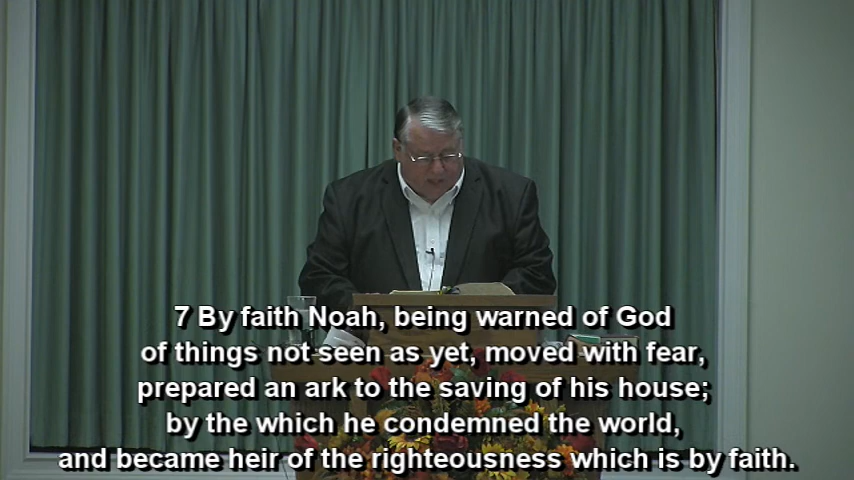 7 By faith Noah, being warned of God
of things not seen as yet, moved with fear,
prepared an ark to the saving of his house;
by the which he condemned the world,
and became heir of the righteousness which is by faith.